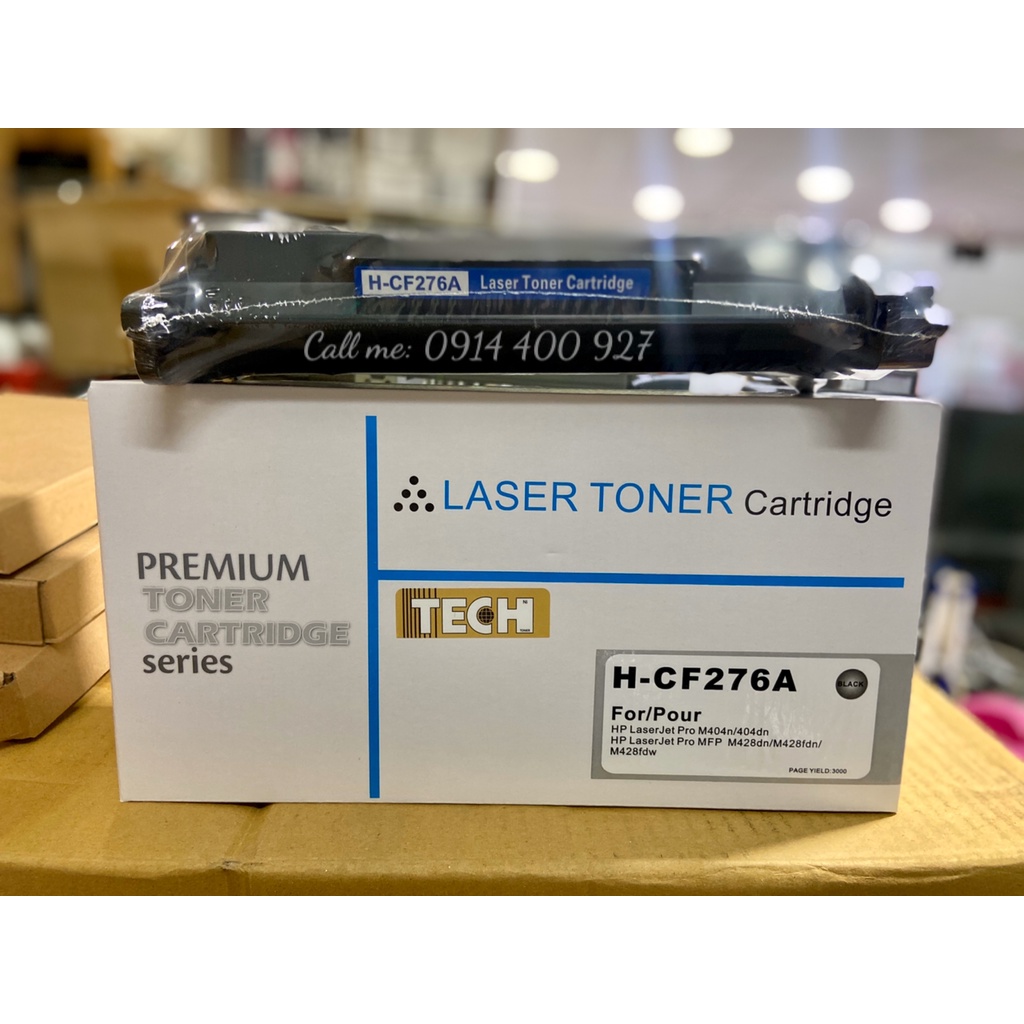 H-CF276A Laser Toner Cartridge
Call me: 0914 400 927
LASER TONER Cartridge
PREMIUM
TONER
CARTRIDGE
series
TECH
H-CF276A
BLACK
For/Pour
HP LaserJet Pro M404n/404dn
HP LaserJet Pro MFP M428dn/M428fdn/
M428fdw
PAGE YIELD:3000